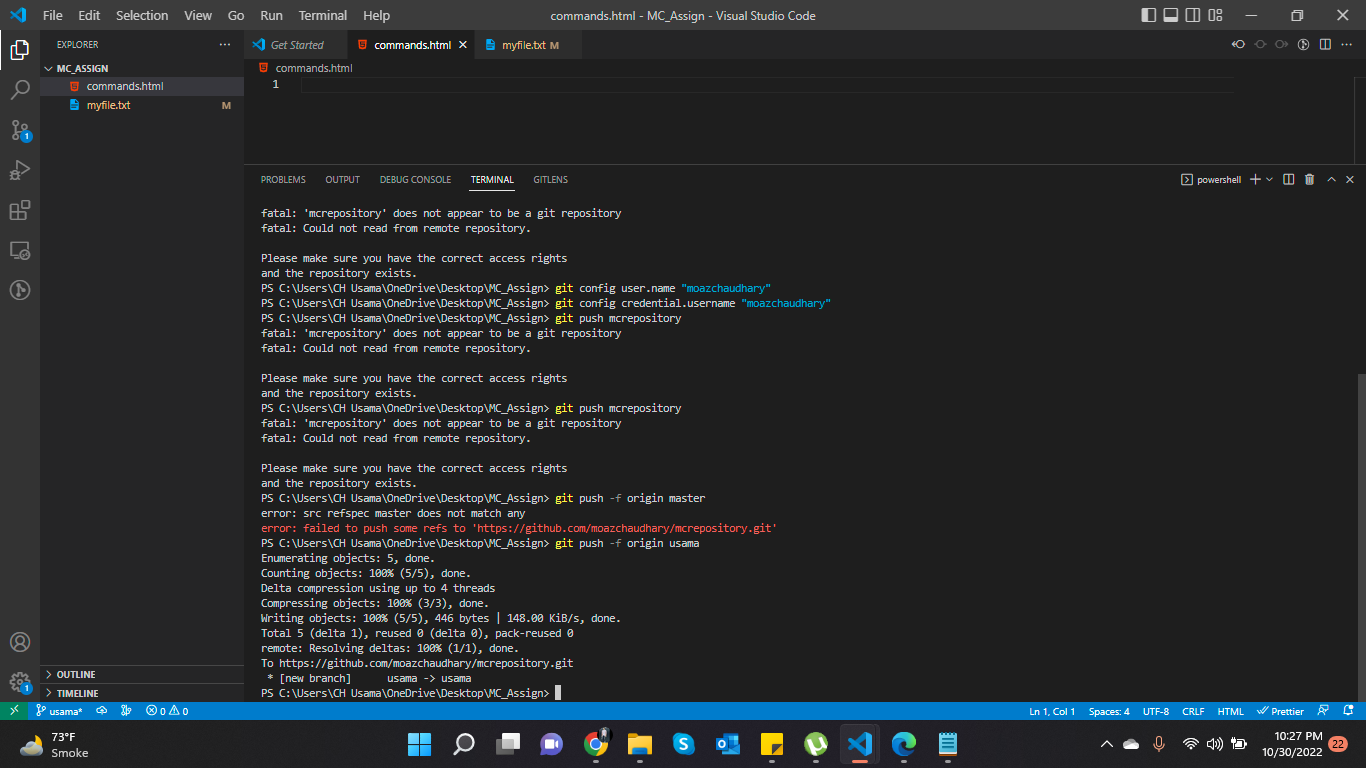 File Edit Selection View Go Run Terminal Help commands.html - MC_Assign - Visual Studio Code
EXPLORER ··· Get Started commands.html myfile.txt M
MC_ASSIGN
commands.html
myfile.txt M
commands.html
1
1
PROBLEMS OUTPUT DEBUG CONSOLE TERMINAL GITLENS powershell
fatal: 'mcrepository' does not appear to be a git repository
fatal: Could not read from remote repository.
Please make sure you have the correct access rights
and the repository exists.
PS C:\Users\CH Usama\OneDrive\Desktop\MC_Assign> git config user.name "moazchaudhary"
PS C:\Users\CH Usama\OneDrive\Desktop\MC_Assign> git config credential.username "moazchaudhary"
PS C:\Users\CH Usama\OneDrive\Desktop\MC_Assign> git push mcrepository
fatal: 'mcrepository' does not appear to be a git repository
fatal: Could not read from remote repository.
Please make sure you have the correct access rights
and the repository exists.
PS C:\Users\CH Usama\OneDrive\Desktop\MC_Assign> git push mcrepository
fatal: 'mcrepository' does not appear to be a git repository
fatal: Could not read from remote repository.
Please make sure you have the correct access rights
and the repository exists.
PS C:\Users\CH Usama\OneDrive\Desktop\MC_Assign> git push -f origin master
error: src refspec master does not match any
error: failed to push some refs to 'https://github.com/moazchaudhary/mcrepository.git'
PS C:\Users\CH Usama\OneDrive\Desktop\MC_Assign> git push -f origin usama
Enumerating objects: 5, done.
Counting objects: 100% (5/5), done.
Delta compression using up to 4 threads
Compressing objects: 100% (3/3), done.
Writing objects: 100% (5/5), 446 bytes | 148.00 KiB/s, done.
Total 5 (delta 1), reused 0 (delta 0), pack-reused 0
remote: Resolving deltas: 100% (1/1), done.
To https://github.com/moazchaudhary/mcrepository.git
 * [new branch]      usama -> usama
PS C:\Users\CH Usama\OneDrive\Desktop\MC_Assign>
OUTLINE
1
TIMELINE
usama* 0 0 Ln 1, Col 1 Spaces: 4 UTF-8 CRLF HTML Prettier
73°F
Smoke
10:27 PM
10/30/2022
22